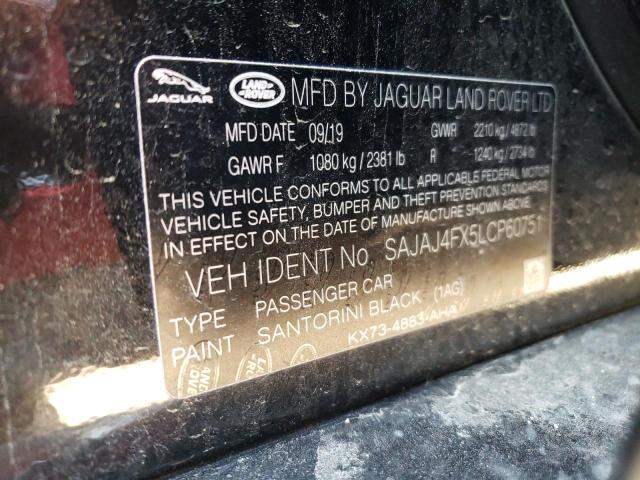 JAGUAR LAND ROVER MFD BY JAGUAR LAND ROVER LTD
MFD DATE 09/19 GVWR 2210 kg / 4872 lb
GAWR F 1080 kg / 2381 lb R 1240 kg / 2734 lb
THIS VEHICLE CONFORMS TO ALL APPLICABLE FEDERAL MOTOR
VEHICLE SAFETY, BUMPER AND THEFT PREVENTION STANDARDS
IN EFFECT ON THE DATE OF MANUFACTURE SHOWN ABOVE.
VEH IDENT No. SAJAJ4FX5LCP60751
TYPE PASSENGER CAR
PAINT SANTORINI BLACK (1AG)
KX73-4883-AHA